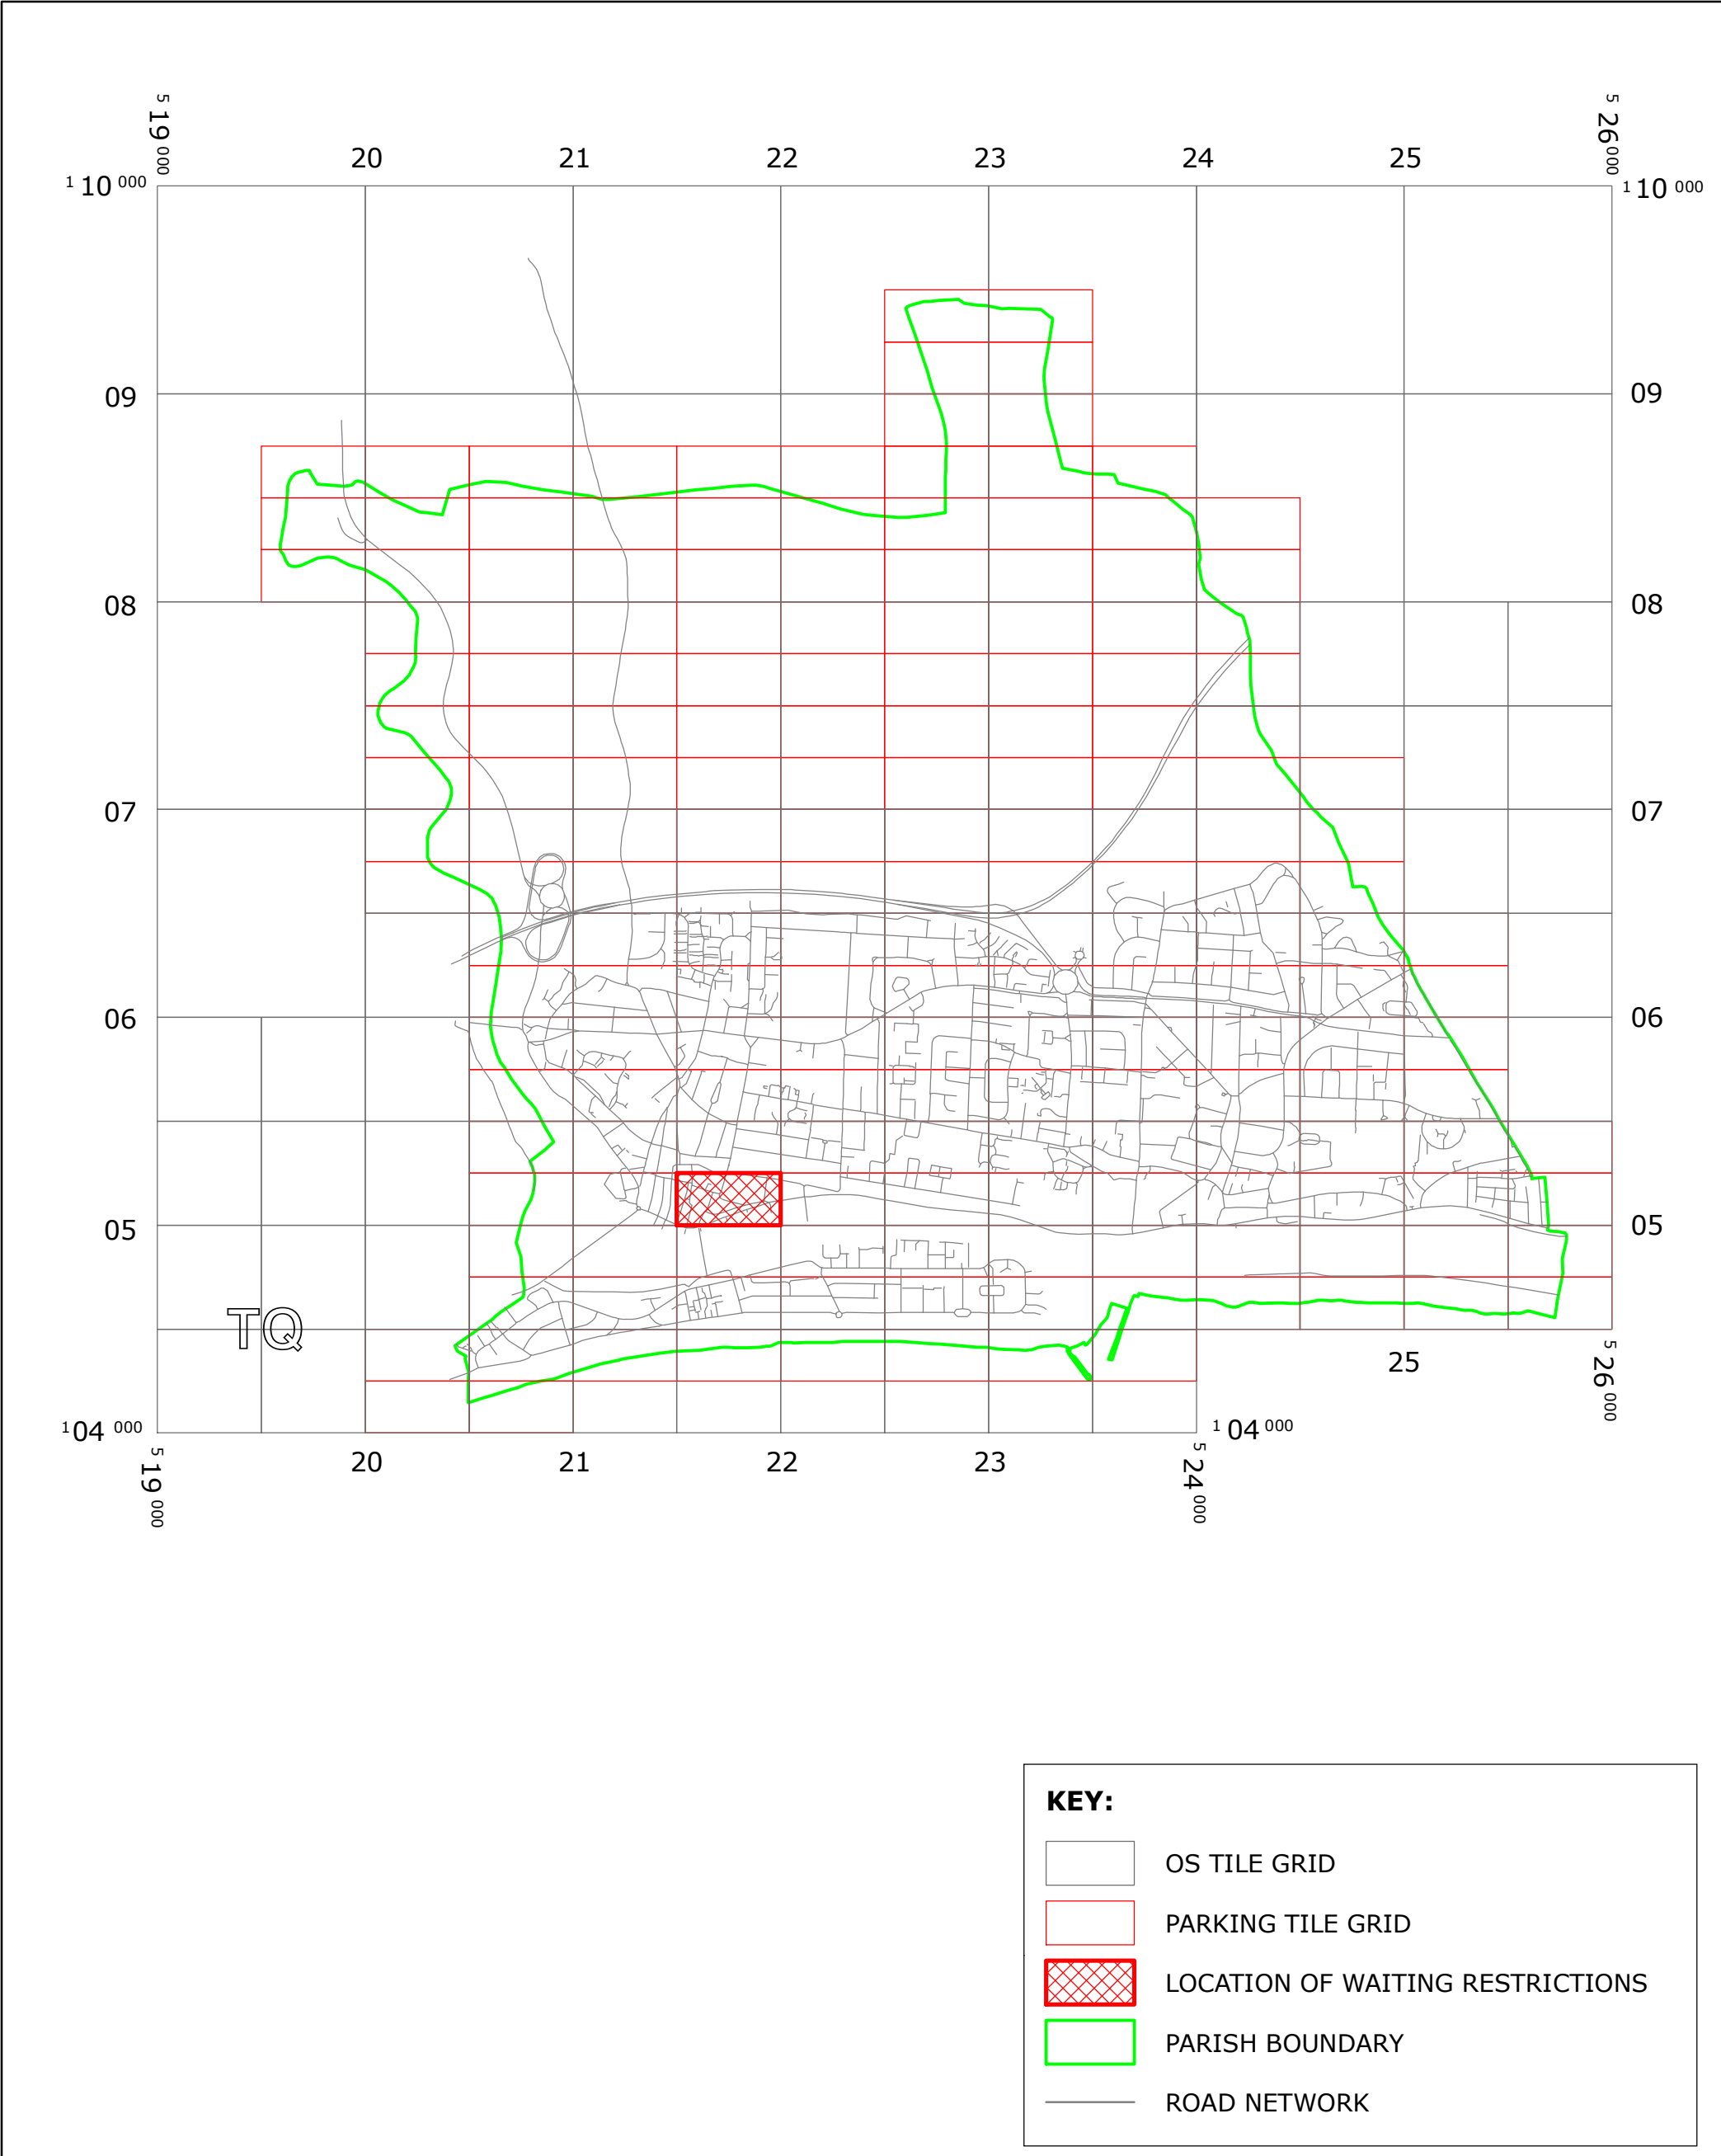 5 19 000
5 26 000
20 21 22 23 24 25
1 10 000
1 10 000
09 09
08 08
07 07
06 06
05 05
TQ
25
5 26 000
1 04 000
1 04 000
5 19 000
20 21 22 23
5 24 000
KEY:
OS TILE GRID
PARKING TILE GRID
LOCATION OF WAITING RESTRICTIONS
PARISH BOUNDARY
ROAD NETWORK